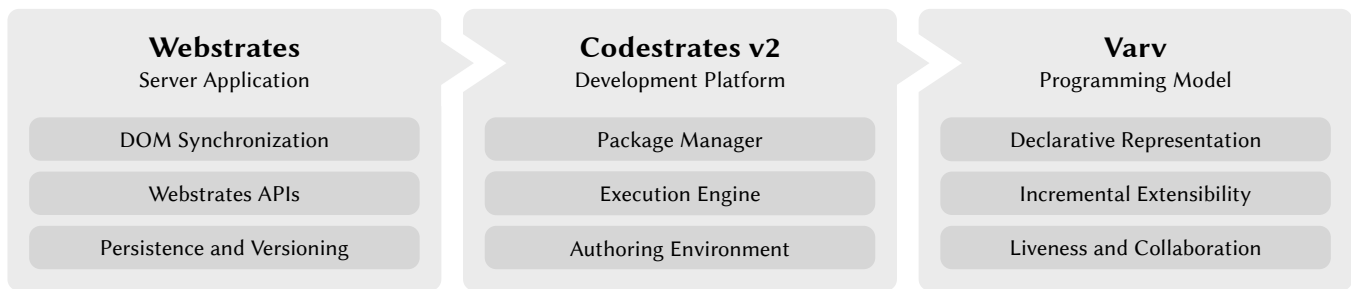 Webstrates
Server Application
DOM Synchronization
Webstrates APIs
Persistence and Versioning
Codestrates v2
Development Platform
Package Manager
Execution Engine
Authoring Environment
Varv
Programming Model
Declarative Representation
Incremental Extensibility
Liveness and Collaboration